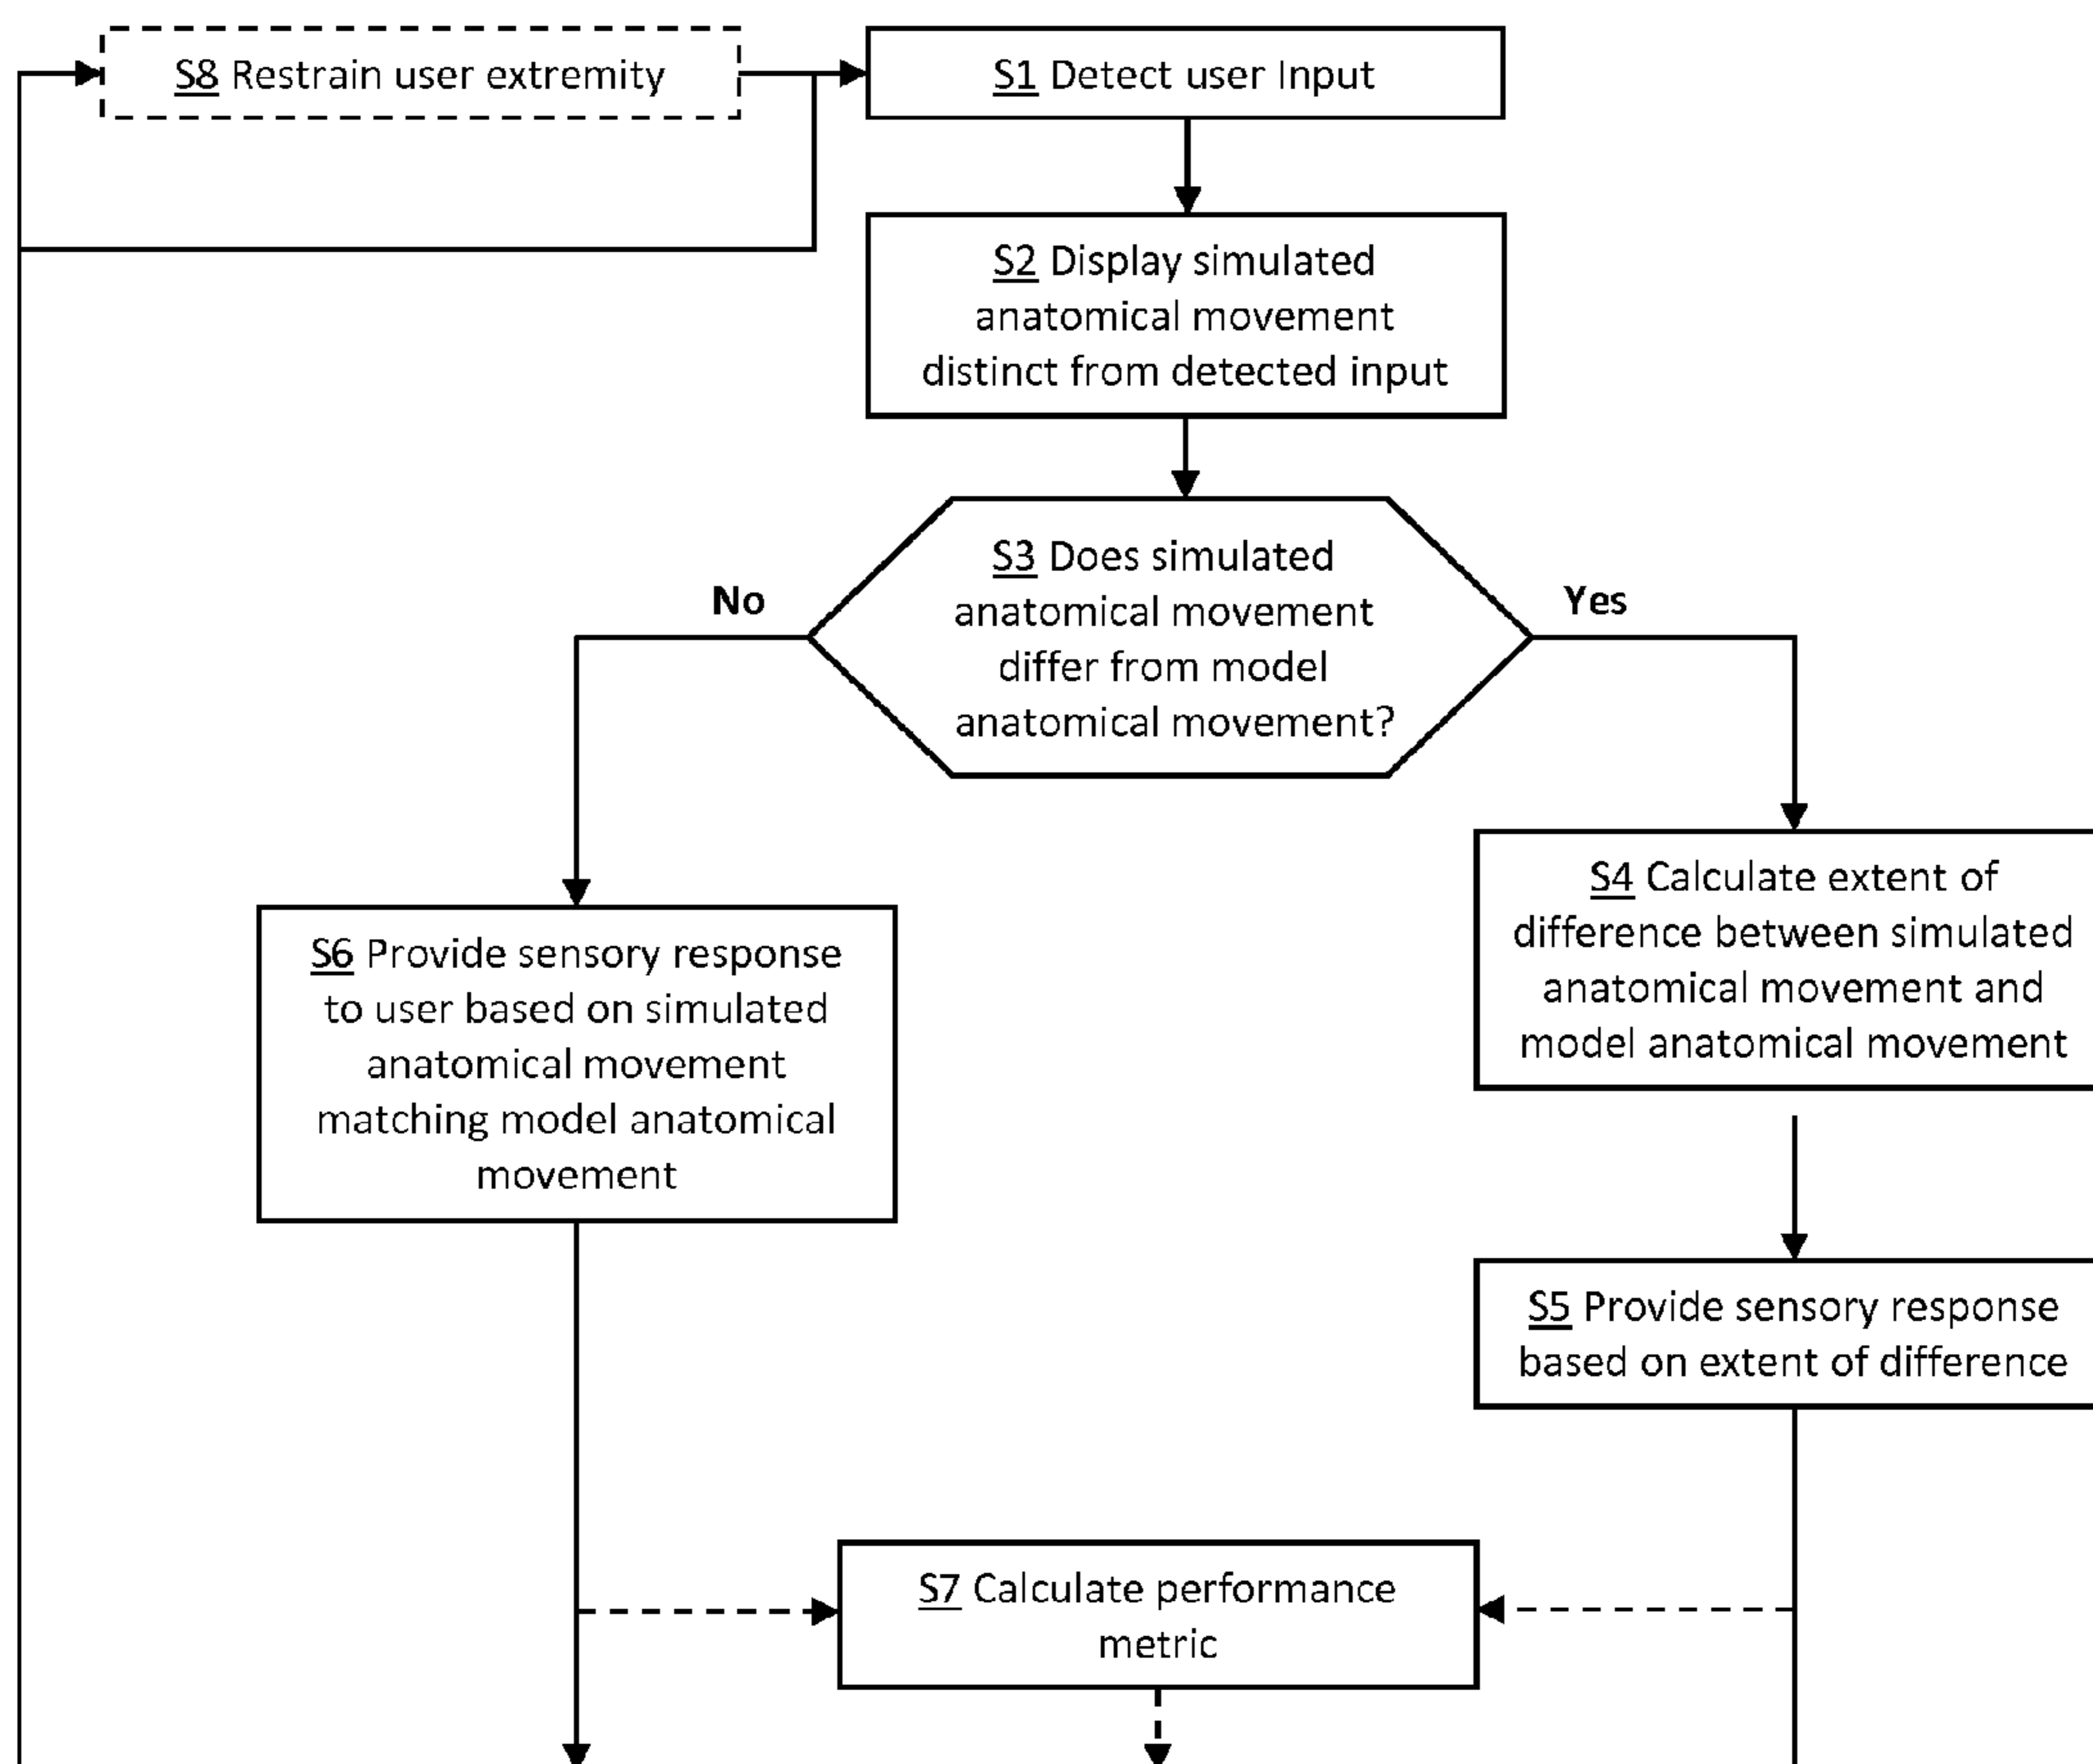 S8 Restrain user extremity
S1 Detect user Input
S2 Display simulated
anatomical movement
distinct from detected input
S3 Does simulated
anatomical movement
differ from model
anatomical movement?
No
Yes
S4 Calculate extent of
difference between simulated
anatomical movement and
model anatomical movement
S6 Provide sensory response
to user based on simulated
anatomical movement
matching model anatomical
movement
S5 Provide sensory response
based on extent of difference
S7 Calculate performance
metric